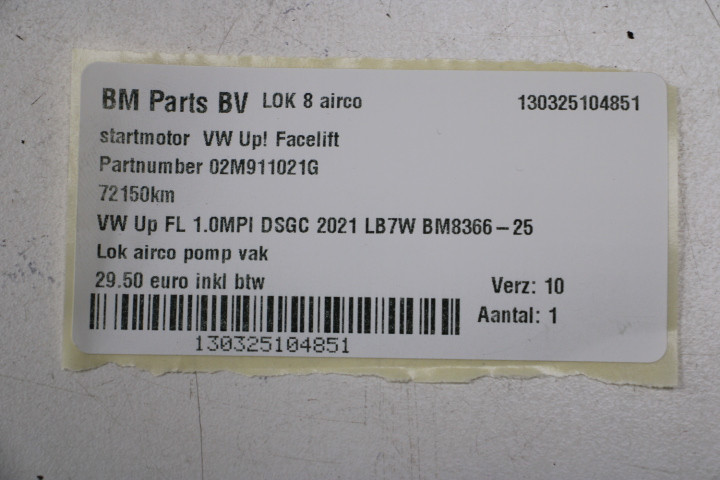 BM Parts BV LOK 8 airco 130325104851
startmotor VW Up! Facelift
Partnumber 02M911021G
72150km
VW Up FL 1.0MPI DSGC 2021 LB7W BM8366-25
Lok airco pomp vak
29.50 euro inkl btw Verz: 10
Aantal: 1
130325104851